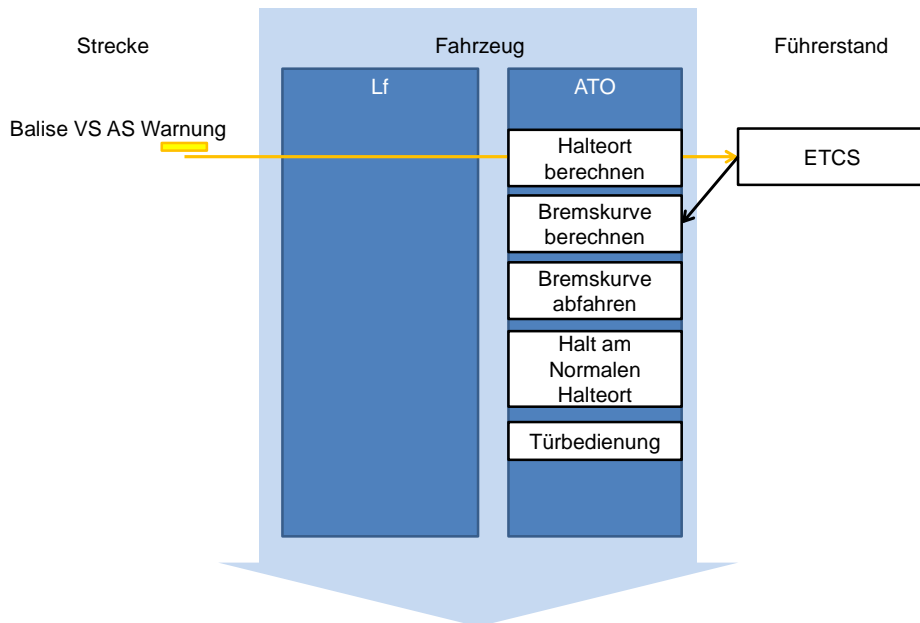 Strecke
Fahrzeug
Führerstand
Lf
ATO
Balise VS AS Warnung
Halteort
berechnen
ETCS
Bremskurve
berechnen
Bremskurve
abfahren
Halt am
Normalen
Halteort
Türbedienung